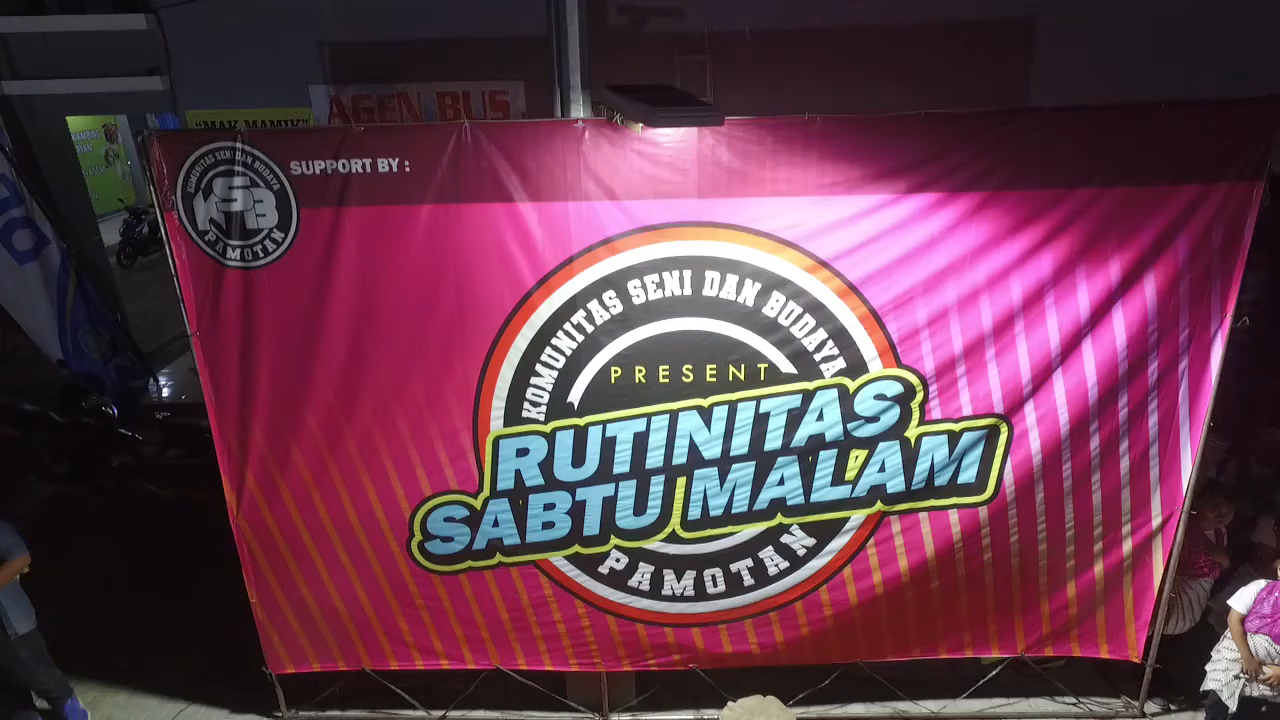 AGEN BUS
"MAK MAMIK"
KOMUNITAS SENI DAN BUDAYA
KSB
PAMOTAN
SUPPORT BY :
KOMUNITAS SENI DAN BUDAYA
PRESENT
RUTINITAS
SABTU MALAM
PAMOTAN